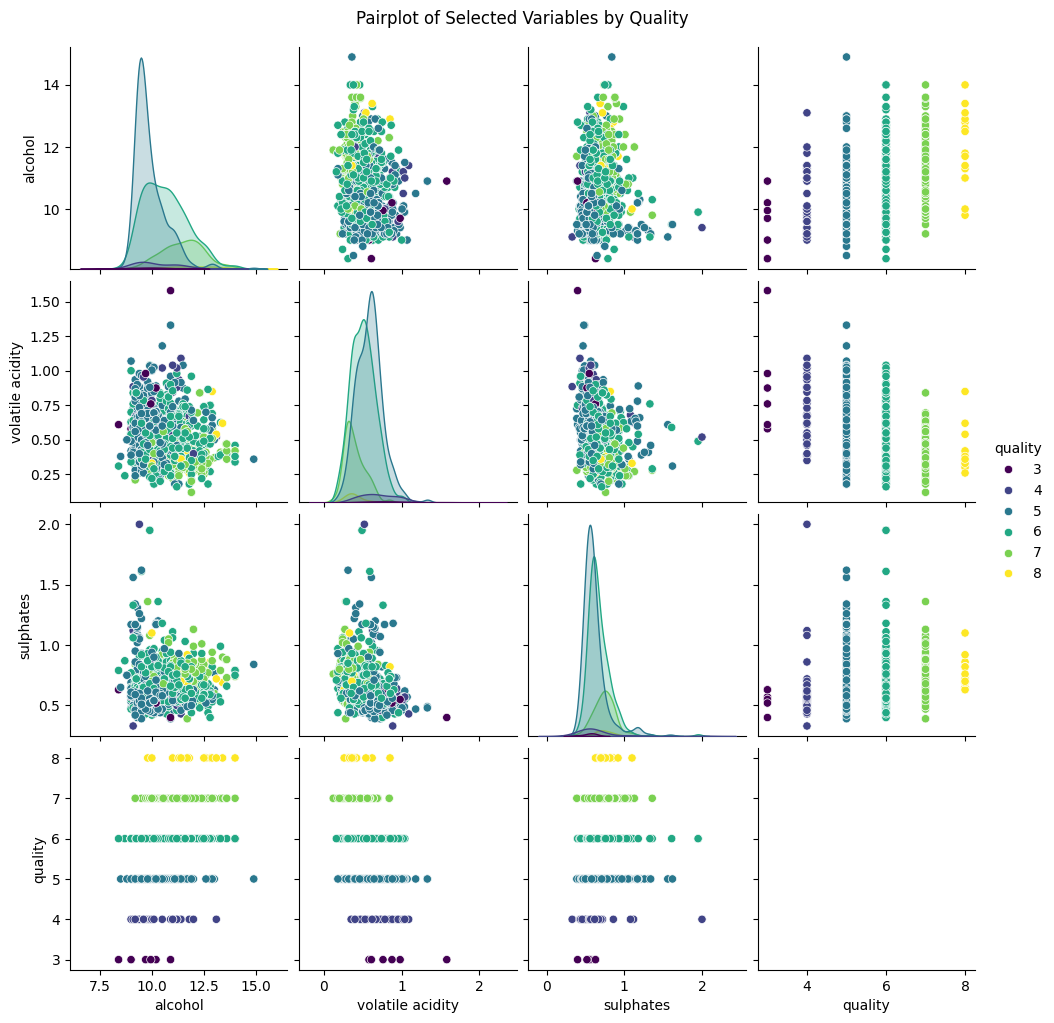 Pairplot of Selected Variables by Quality
14
12
10
alcohol
1.50
1.25
1.00
0.75
0.50
0.25
volatile acidity
quality
3
4
5
6
7
8
2.0
1.5
1.0
0.5
sulphates
8
7
6
5
4
3
quality
7.5 10.0 12.5 15.0
0 1 2
0 1 2
4 6 8
alcohol
volatile acidity
sulphates
quality